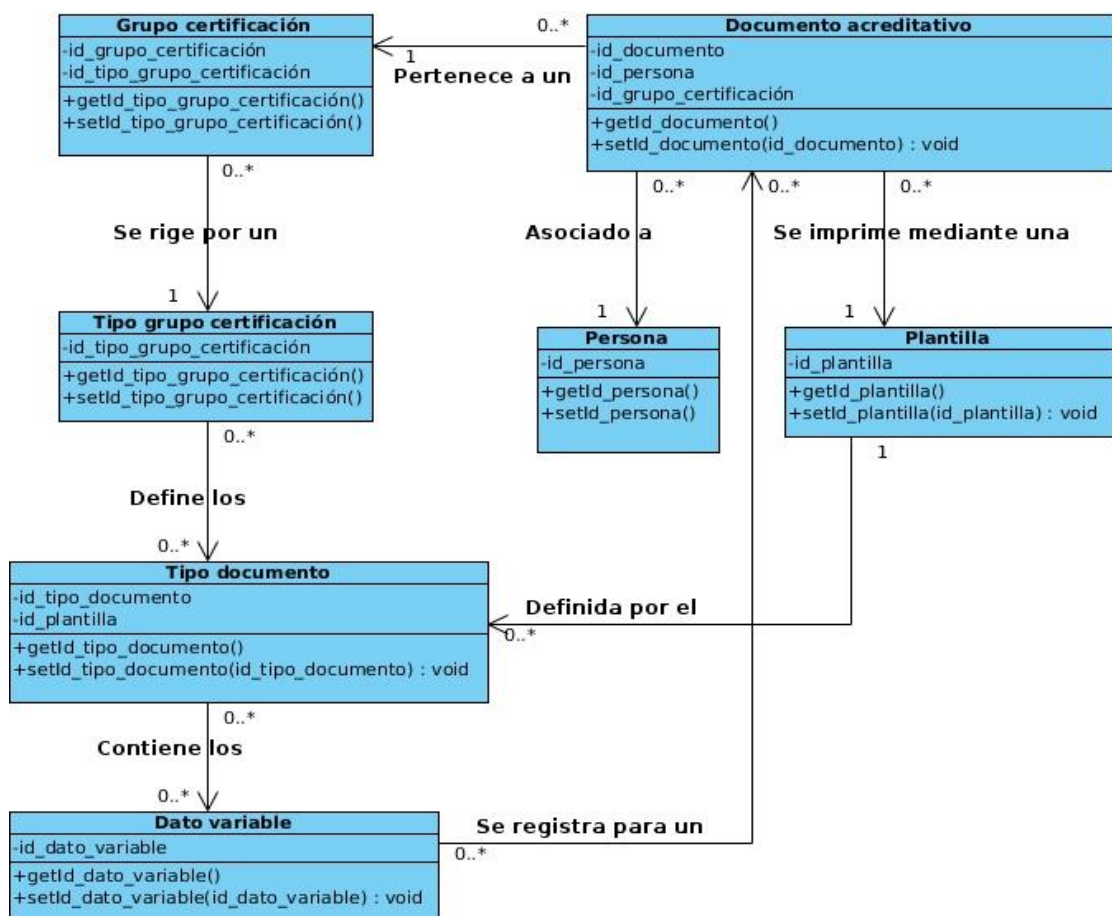 Grupo certificación
-id_grupo_certificación
-id_tipo_grupo_certificación
+getId_tipo_grupo_certificación()
+setId_tipo_grupo_certificación()
0..*
1
Pertenece a un
Documento acreditativo
-id_documento
-id_persona
-id_grupo_certificación
+getId_documento()
+setId_documento(id_documento) : void
0..*
0..*
0..*
0..*
Se rige por un
Asociado a
Se imprime mediante una
1
1
1
Tipo grupo certificación
-id_tipo_grupo_certificación
+getId_tipo_grupo_certificación()
+setId_tipo_grupo_certificación()
Persona
-id_persona
+getId_persona()
+setId_persona()
Plantilla
-id_plantilla
+getId_plantilla()
+setId_plantilla(id_plantilla) : void
0..*
1
Define los
0..*
Tipo documento
-id_tipo_documento
-id_plantilla
+getId_tipo_documento()
+setId_tipo_documento(id_tipo_documento) : void
Definida por el
0..*
0..*
Contiene los
0..*
Dato variable
-id_dato_variable
+getId_dato_variable()
+setId_dato_variable(id_dato_variable) : void
Se registra para un
0..*